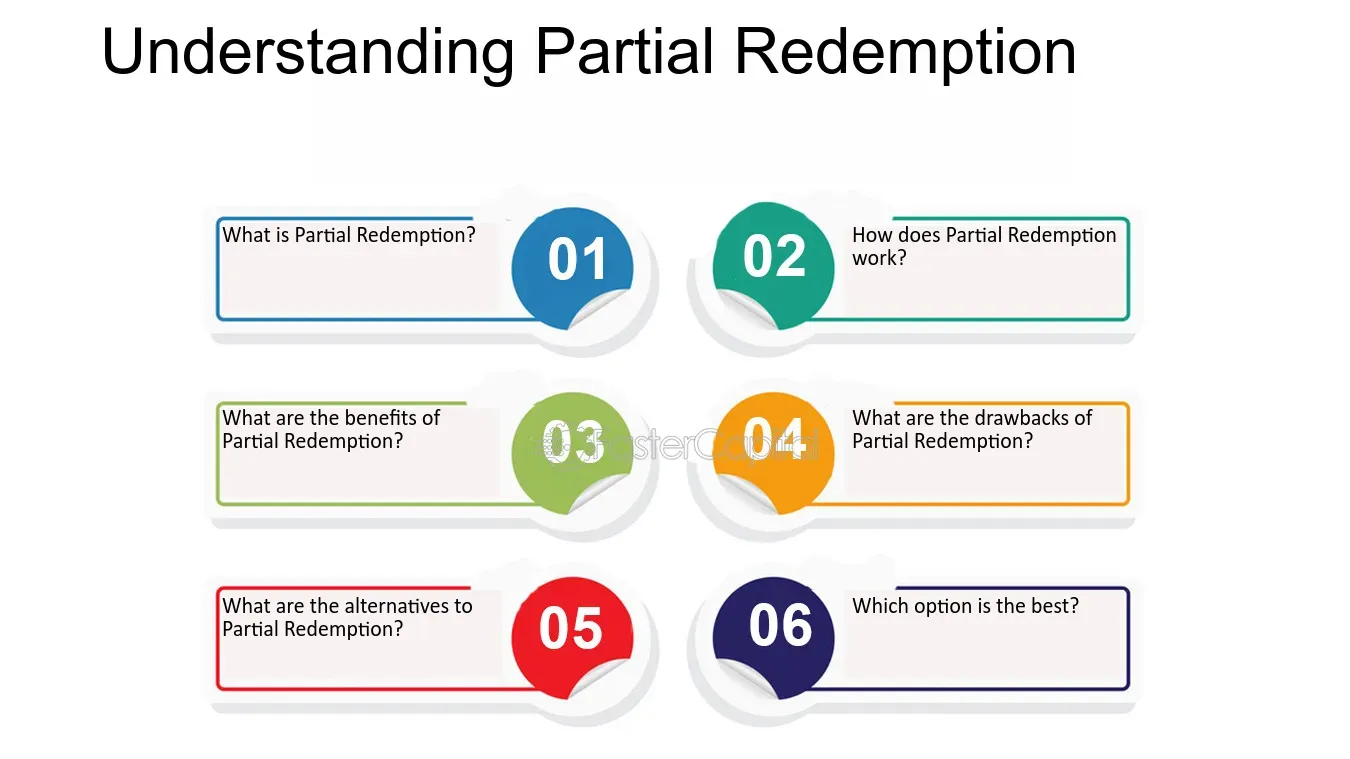 Understanding Partial Redemption
What is Partial Redemption?
01
02
How does Partial Redemption
work?
What are the benefits of
Partial Redemption?
03
04
What are the drawbacks of
Partial Redemption?
FasterCapital
What are the alternatives to
Partial Redemption?
05
06
Which option is the best?